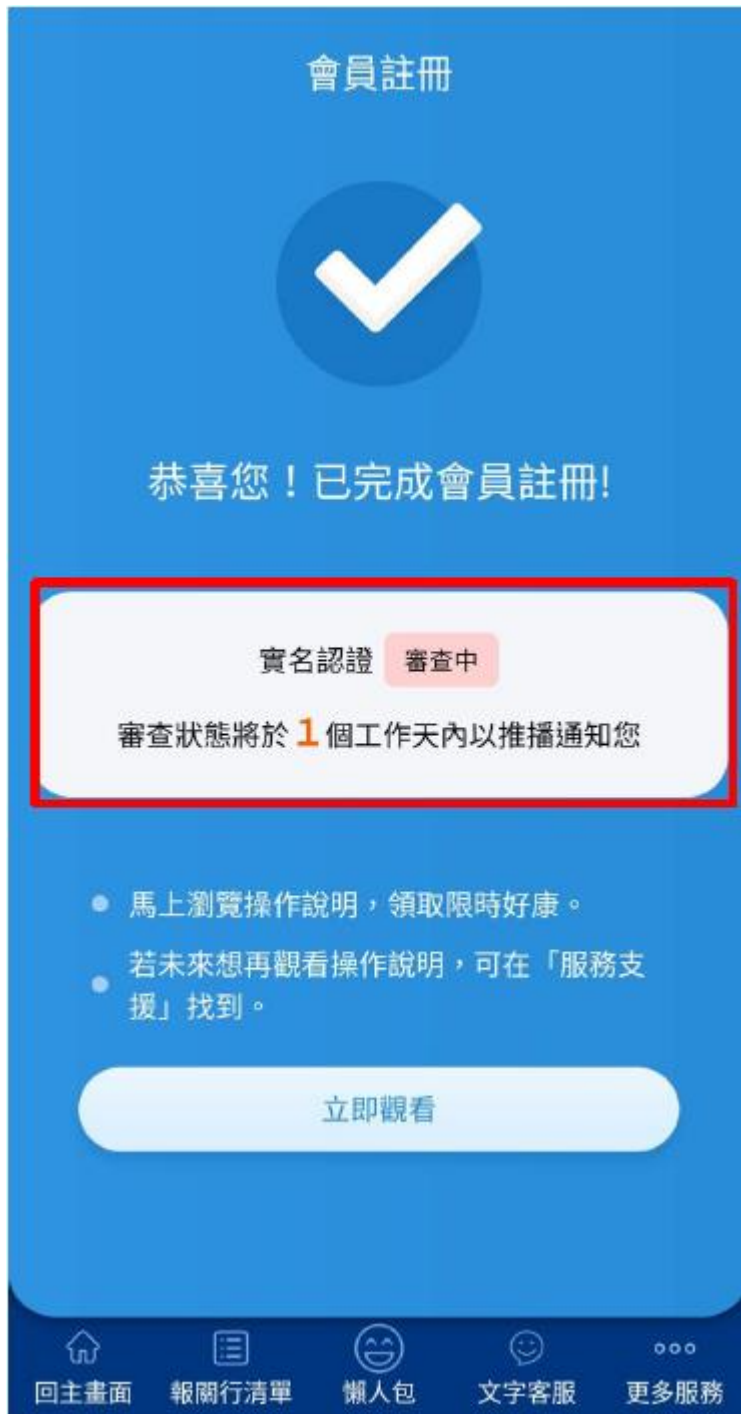 會員註冊
恭喜您！已完成會員註冊!
實名認證 審查中
審查狀態將於 1 個工作天內以推播通知您
馬上瀏覽操作說明，領取限時好康。
若未來想再觀看操作說明，可在「服務支
援」找到。
立即觀看
回主畫面 報關行清單 懶人包 文字客服 更多服務